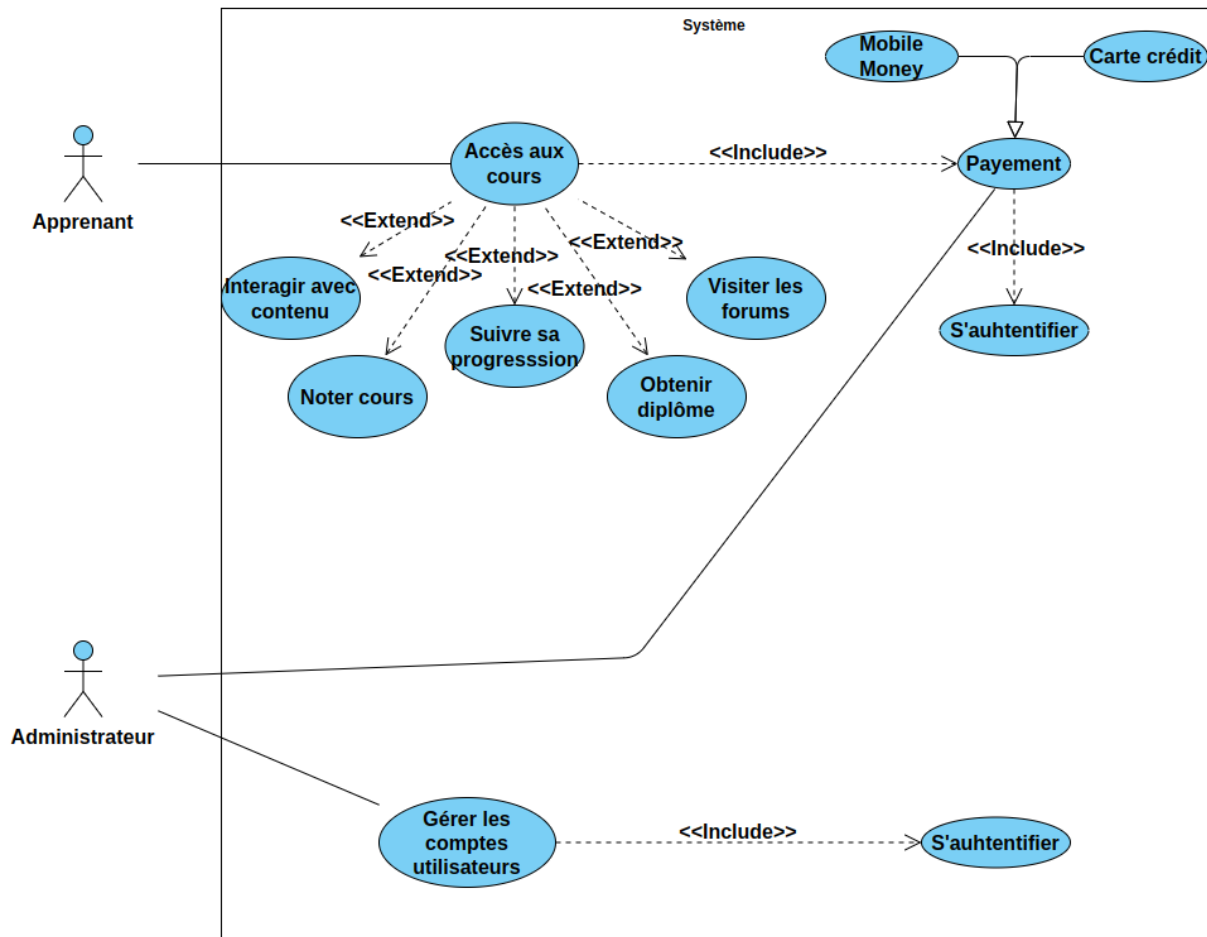 Système
Mobile
Money
Carte crédit
Accès aux
cours
<<Include>>
Payement
Apprenant
<<Extend>>
<<Extend>>
<<Extend>>
<<Extend>>
<<Extend>>
<<Include>>
Interagir avec
contenu
Visiter les
forums
Suivre sa
progresssion
S'auhtentifier
Noter cours
Obtenir
diplôme
Administrateur
Gérer les
comptes
utilisateurs
<<Include>>
S'auhtentifier